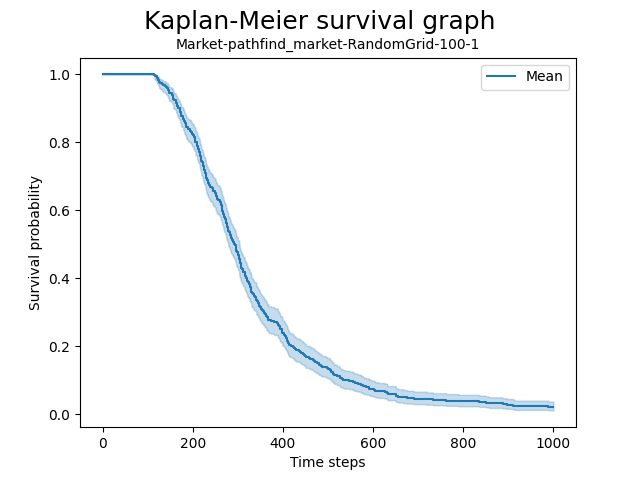 Kaplan-Meier survival graph
Market-pathfind_market-RandomGrid-100-1
Mean
Survival probability
1.0
0.8
0.6
0.4
0.2
0.0
0 200 400 600 800 1000
Time steps